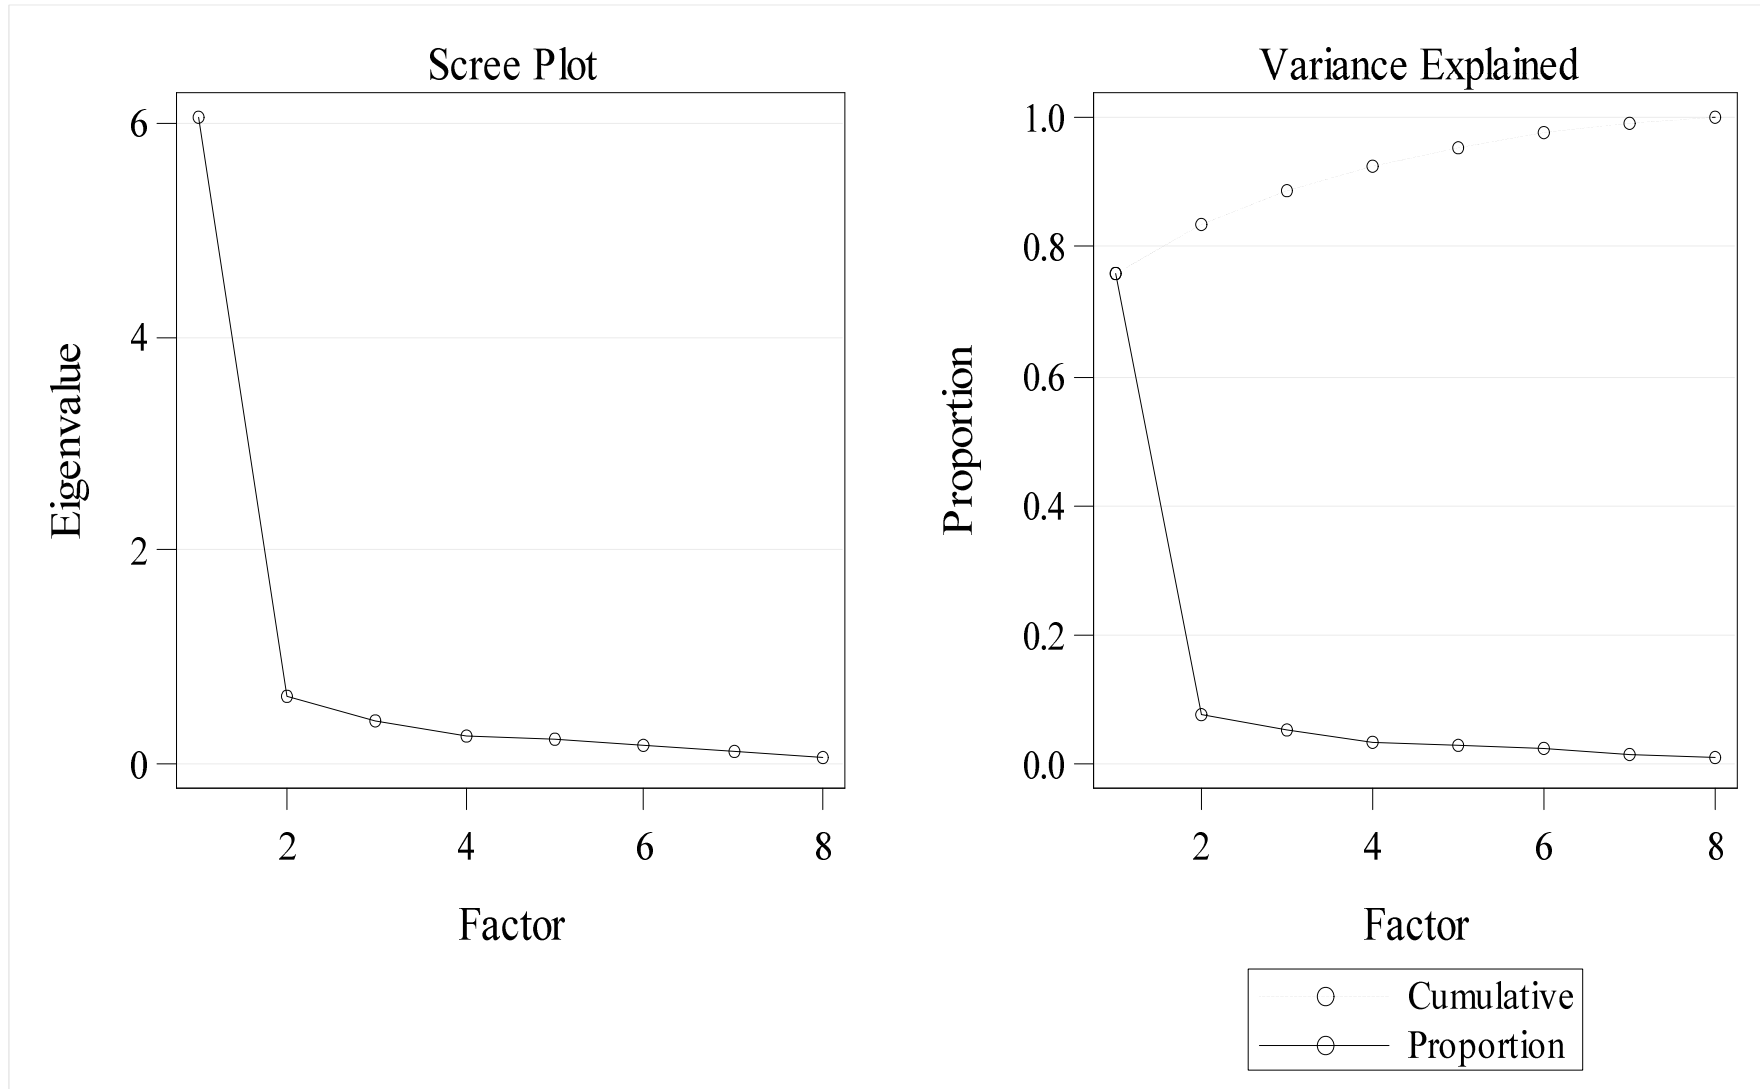 Scree Plot
6
4
2
0
Eigenvalue
2 4 6 8
Factor
Variance Explained
1.0
0.8
0.6
0.4
0.2
0.0
Proportion
2 4 6 8
Factor
Cumulative
Proportion